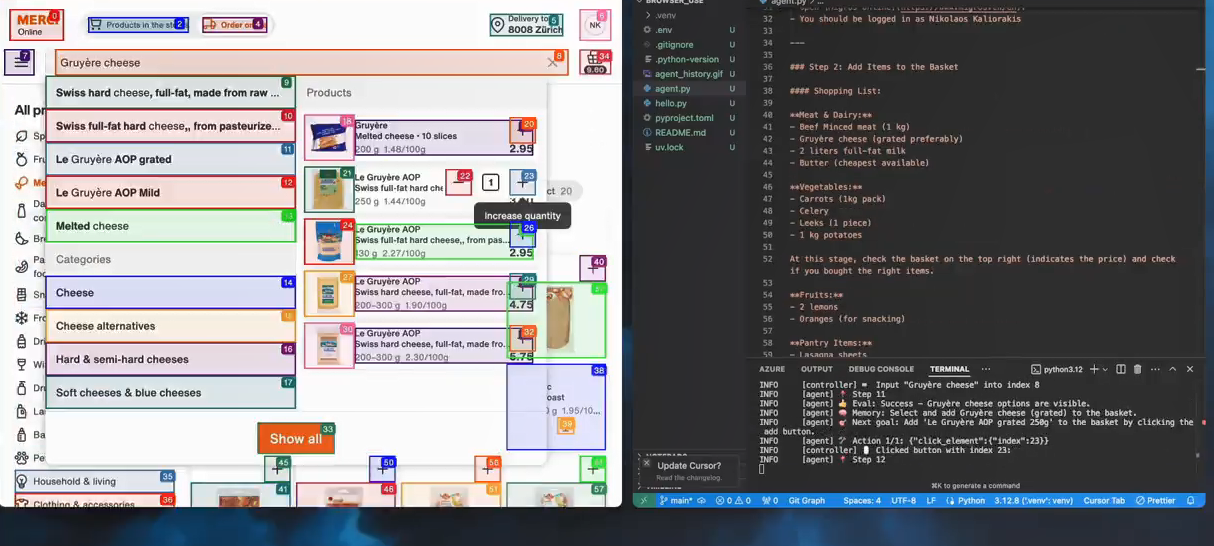 MERC
Online
0
Products in the st
2
Order on
4
Delivery to
8008 Zürich
5
NK
6
7
Gruyère cheese
8
34
9.60
All pr
Swiss hard cheese, full-fat, made from raw ...
9
Swiss full-fat hard cheese,, from pasteurize...
10
Le Gruyère AOP grated
11
Le Gruyère AOP Mild
12
Melted cheese
13
Categories
Cheese
14
Cheese alternatives
15
Hard & semi-hard cheeses
16
Soft cheeses & blue cheeses
17
Products
18
Gruyère
Melted cheese • 10 slices
200 g 1.48/100g
20
2.95
21
Le Gruyère AOP
Swiss full-fat hard che
250 g 1.44/100g
22
1
23
Increase quantity
ct 20
24
Le Gruyère AOP
Swiss full-fat hard cheese,, from pas...
130 g 2.27/100g
26
2.95
27
Le Gruyère AOP
Swiss hard cheese, full-fat, made fro...
200–300 g 1.90/100g
29
4.75
30
Le Gruyère AOP
Swiss hard cheese, full-fat, made fro...
200–300 g 2.30/100g
32
5.75
40
38
oast
g 1.95/10...
39
Show all
33
Household & living
35
Clothing & accessories
36
45
50
56
41
46
51
57
BROWSER_USE
.venv
.env U
.gitignore U
.python-version U
agent_history.gif U
agent.py U
hello.py U
pyproject.toml U
README.md U
uv.lock U
agent.py > ...
32 - You should be logged in as Nikolaos Kaliorakis
33
34 ---
35
36 ### Step 2: Add Items to the Basket
37
38 #### Shopping List:
39
40 **Meat & Dairy:**
41 - Beef Minced meat (1 kg)
42 - Gruyère cheese (grated preferably)
43 - 2 liters full-fat milk
44 - Butter (cheapest available)
45
46 **Vegetables:**
47 - Carrots (1kg pack)
48 - Celery
49 - Leeks (1 piece)
50 - 1 kg potatoes
51
52 At this stage, check the basket on the top right (indicates the price) and check
if you bought the right items.
53
54 **Fruits:**
55 - 2 lemons
56 - Oranges (for snacking)
57
58 **Pantry Items:**
59 - Lasagna sheets
AZURE OUTPUT DEBUG CONSOLE TERMINAL ... python3.12
INFO [controller] Input "Gruyère cheese" into index 8
INFO [agent] Step 11
INFO [agent] Eval: Success - Gruyère cheese options are visible.
INFO [agent] Memory: Select and add Gruyère cheese (grated) to the basket.
INFO [agent] Next goal: Add 'Le Gruyère AOP grated 250g' to the basket by clicking the
add button.
INFO [agent] Action 1/1: {"click_element":{"index":23}}
INFO [controller] Clicked button with index 23:
INFO [agent] Step 12
Update Cursor?
Read the changelog.
⌘K to generate a command
main* 0 0 0 Git Graph Spaces: 4 UTF-8 LF Python 3.12.8 ('.venv': venv) Cursor Tab Prettier